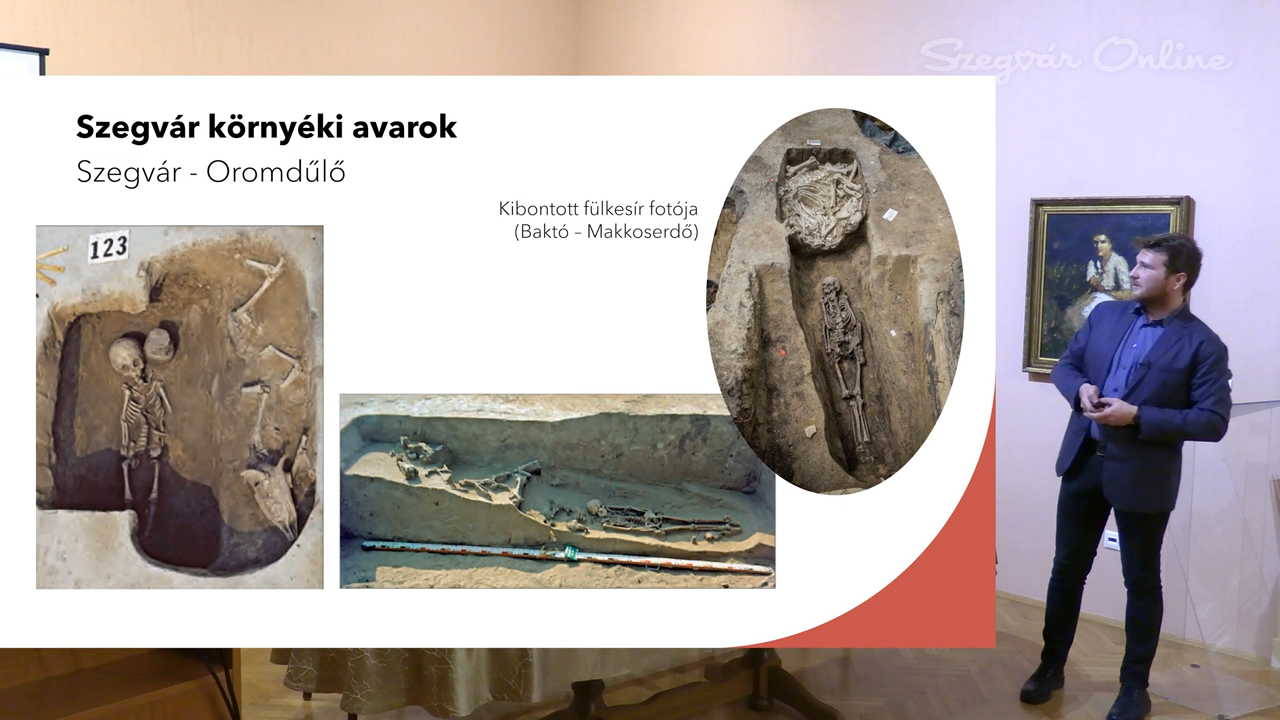 Szegvár Online
Szegvár környéki avarok
Szegvár - Oromdűlő
Kibontott fülkesír fotója
(Baktó – Makkoserdő)
123